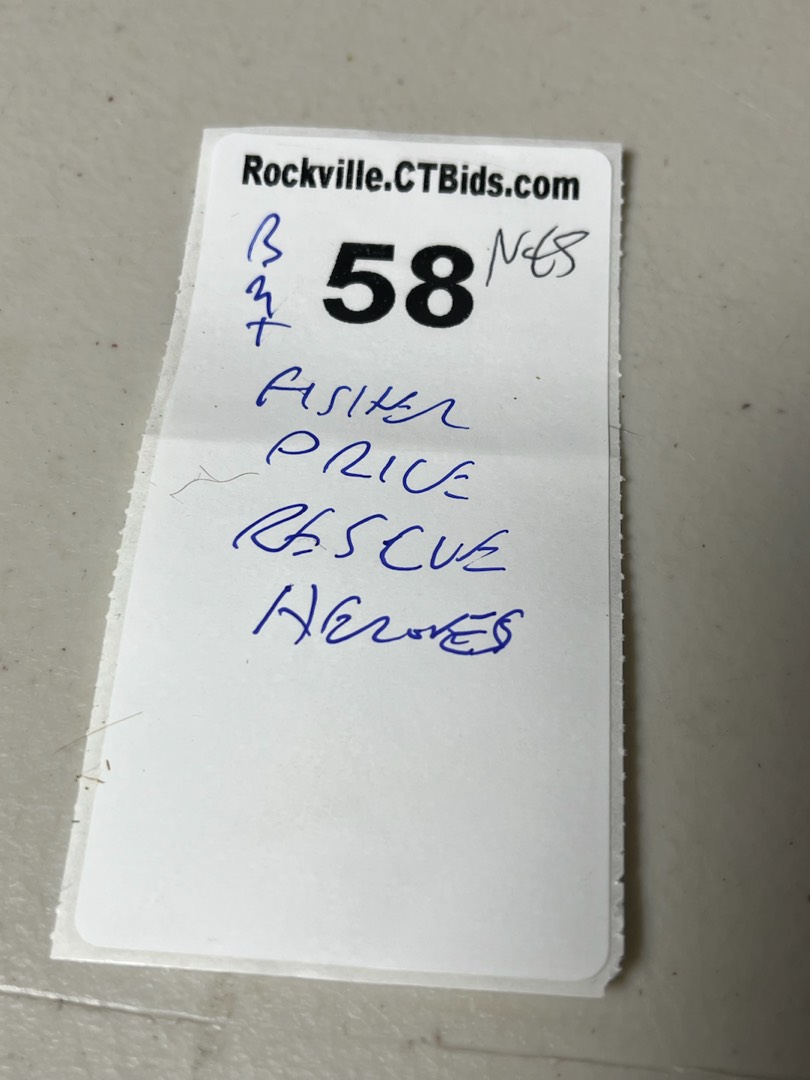 Rockville.CTBids.com
58
FISHER
PRICE
RESCUE
HEROES